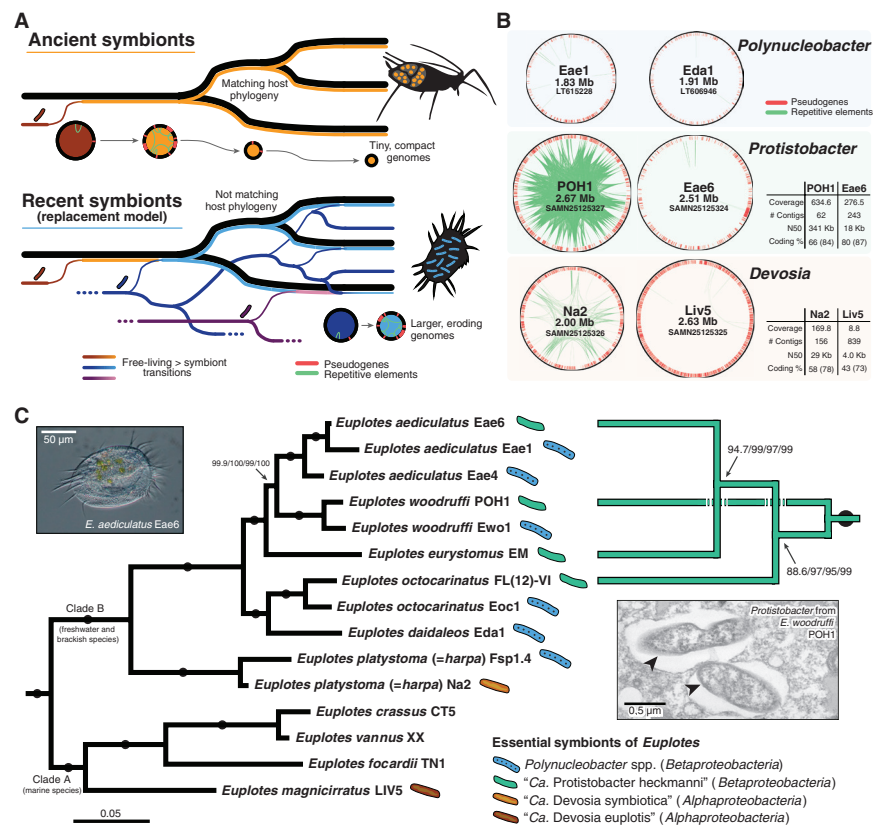 A
Ancient symbionts
Matching host
phylogeny
Tiny, compact
genomes
Recent symbionts
(replacement model)
Not matching
host phylogeny
Larger, eroding
genomes
Free-living > symbiont
transitions
Pseudogenes
Repetitive elements
B
Polynucleobacter
Eae1
1.83 Mb
LT615228
Eda1
1.91 Mb
LT606946
Pseudogenes
Repetitive elements
Protistobacter
POH1
2.67 Mb
SAMN25125327
Eae6
2.51 Mb
SAMN25125324
POH1 Eae6
Coverage 634.6 276.5
# Contigs 62 243
N50 341 Kb 18 Kb
Coding % 66 (84) 80 (87)
Devosia
Na2
2.00 Mb
SAMN25125326
Liv5
2.63 Mb
SAMN25125325
Na2 Liv5
Coverage 169.8 8.8
# Contigs 156 839
N50 29 Kb 4.0 Kb
Coding % 58 (78) 43 (73)
C
50 µm
E. aediculatus Eae6
Euplotes aediculatus Eae6
Euplotes aediculatus Eae1
Euplotes aediculatus Eae4
Euplotes woodruffi POH1
Euplotes woodruffi Ewo1
Euplotes eurystomus EM
Euplotes octocarinatus FL(12)-VI
Euplotes octocarinatus Eoc1
Euplotes daidaleos Eda1
Euplotes platystoma (=harpa) Fsp1.4
Euplotes platystoma (=harpa) Na2
Euplotes crassus CT5
Euplotes vannus XX
Euplotes focardii TN1
Euplotes magnicirratus LIV5
99.9/100/99/100
Clade B
(freshwater and
brackish species)
Clade A
(marine species)
0.05
94.7/99/97/99
88.6/97/95/99
Protistobacter from
E. woodruffi
POH1
0.5 µm
Essential symbionts of Euplotes
Polynucleobacter spp. (Betaproteobacteria)
“Ca. Protistobacter heckmanni” (Betaproteobacteria)
“Ca. Devosia symbiotica” (Alphaproteobacteria)
“Ca. Devosia euplotis” (Alphaproteobacteria)